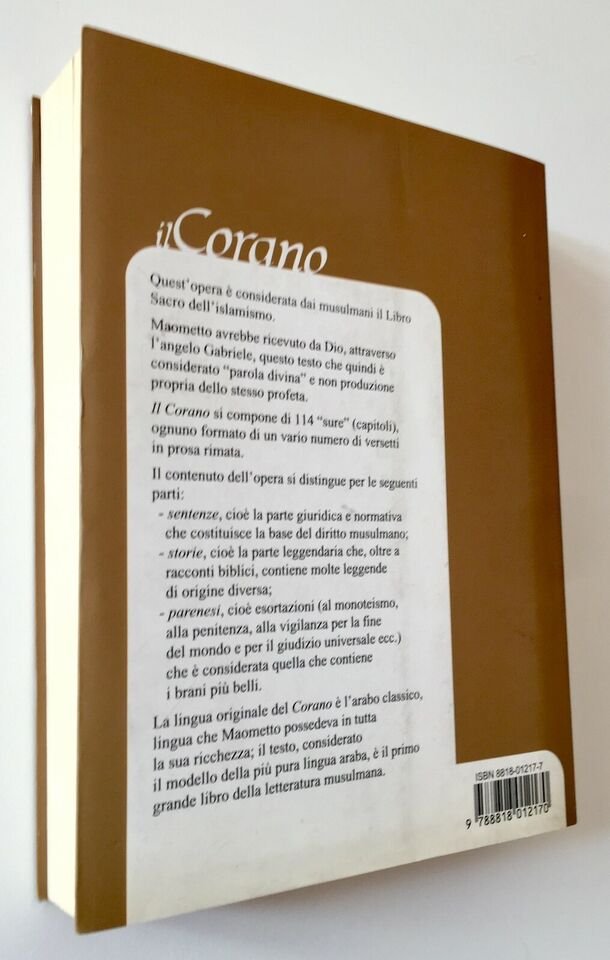 il Corano
Quest'opera è considerata dai musulmani il Libro
Sacro dell'islamismo.
Maometto avrebbe ricevuto da Dio, attraverso
l'angelo Gabriele, questo testo che quindi è
considerato "parola divina" e non produzione
propria dello stesso profeta.
Il Corano si compone di 114 "sure" (capitoli),
ognuno formato di un vario numero di versetti
in prosa rimata.
Il contenuto dell'opera si distingue per le seguenti
parti:
- sentenze, cioè la parte giuridica e normativa
che costituisce la base del diritto musulmano;
- storie, cioè la parte leggendaria che, oltre a
racconti biblici, contiene molte leggende
di origine diversa;
- parenesi, cioè esortazioni (al monoteismo,
alla penitenza, alla vigilanza per la fine
del mondo e per il giudizio universale ecc.)
che è considerata quella che contiene
i brani più belli.
La lingua originale del Corano è l'arabo classico,
lingua che Maometto possedeva in tutta
la sua ricchezza; il testo, considerato
il modello della più pura lingua araba, è il primo
grande libro della letteratura musulmana.
ISBN 8818-01217-7
9 788818 012170